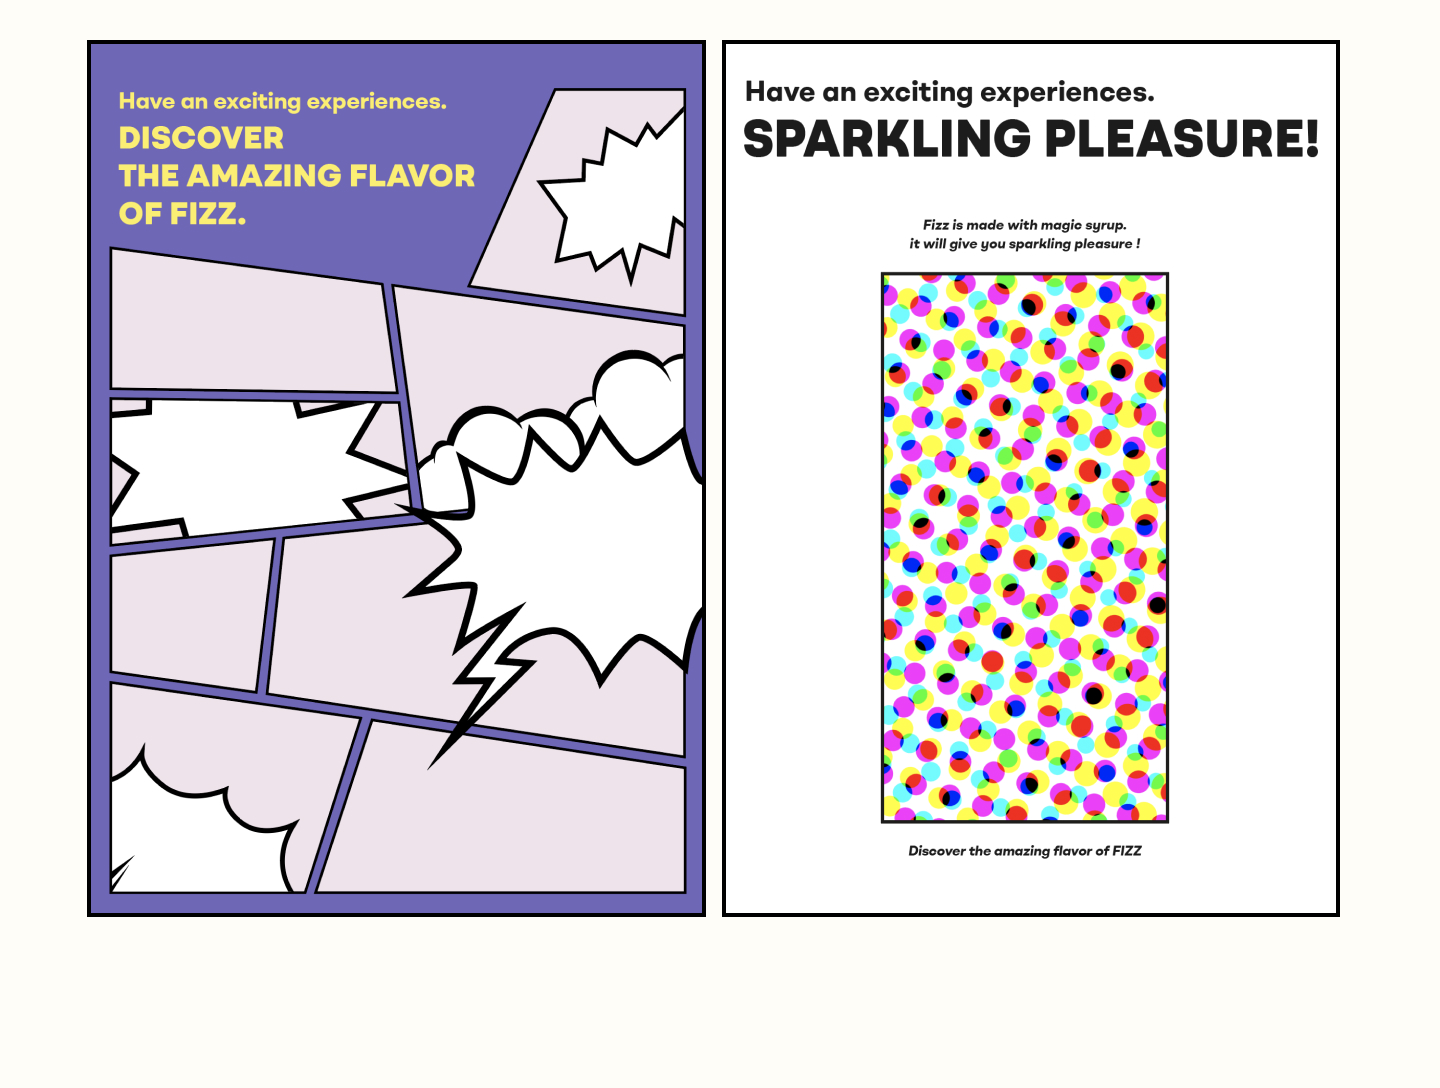 Have an exciting experiences.
DISCOVER
THE AMAZING FLAVOR
OF FIZZ.
Have an exciting experiences.
SPARKLING PLEASURE!
Fizz is made with magic syrup.
it will give you sparkling pleasure !
Discover the amazing flavor of FIZZ